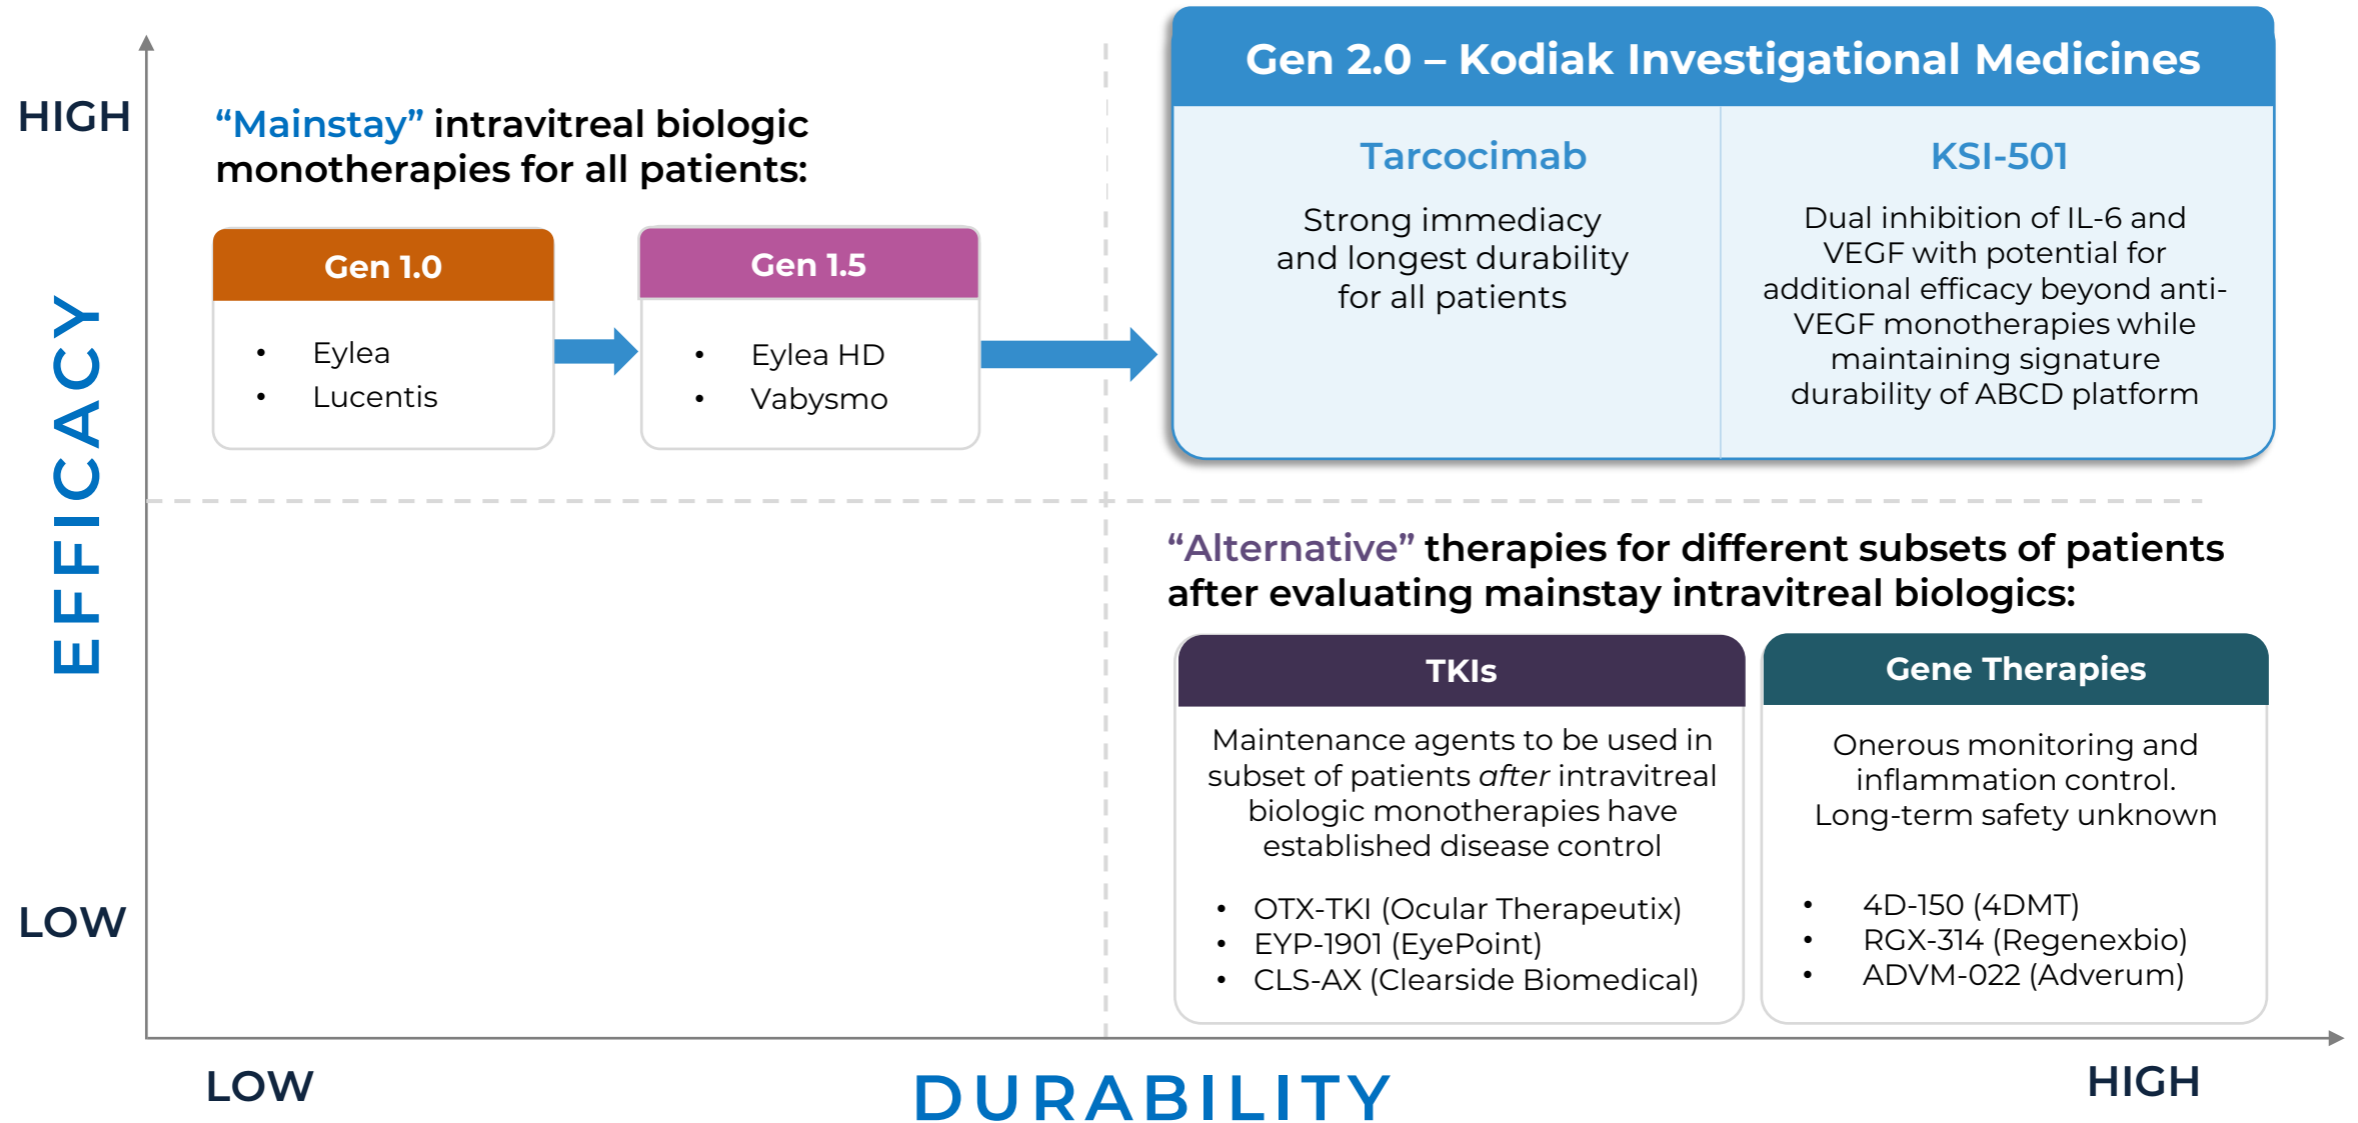 EFFICACY
HIGH
LOW
“Mainstay” intravitreal biologic
monotherapies for all patients:
Gen 1.0
• Eylea
• Lucentis
Gen 1.5
• Eylea HD
• Vabysmo
Gen 2.0 – Kodiak Investigational Medicines
Tarcocimab
Strong immediacy
and longest durability
for all patients
KSI-501
Dual inhibition of IL-6 and
VEGF with potential for
additional efficacy beyond anti-
VEGF monotherapies while
maintaining signature
durability of ABCD platform
“Alternative” therapies for different subsets of patients
after evaluating mainstay intravitreal biologics:
TKIs
Maintenance agents to be used in
subset of patients after intravitreal
biologic monotherapies have
established disease control
• OTX-TKI (Ocular Therapeutix)
• EYP-1901 (EyePoint)
• CLS-AX (Clearside Biomedical)
Gene Therapies
Onerous monitoring and
inflammation control.
Long-term safety unknown
• 4D-150 (4DMT)
• RGX-314 (Regenexbio)
• ADVM-022 (Adverum)
LOW
DURABILITY
HIGH